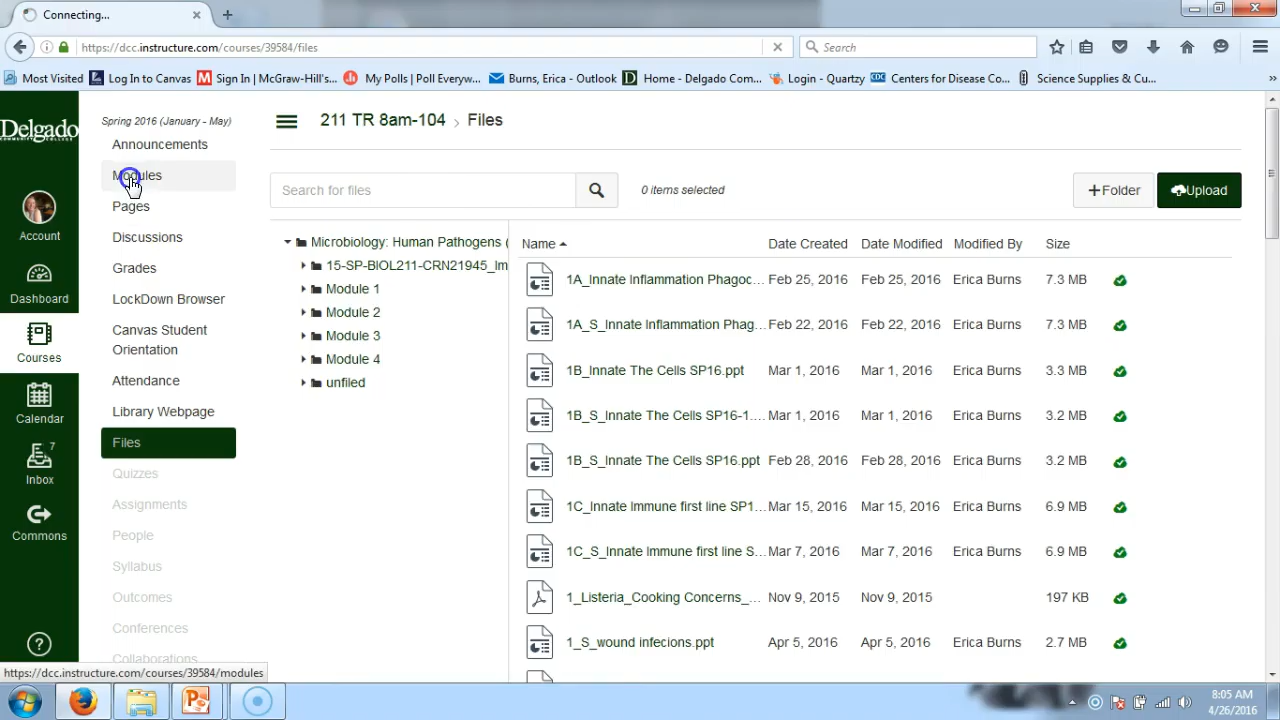 Connecting...
https://dcc.instructure.com/courses/39584/files
Search
Most Visited
Log In to Canvas
Sign In | McGraw-Hill's...
My Polls | Poll Everyw...
Burns, Erica - Outlook
Home - Delgado Com...
Login - Quartzy
CDC
Centers for Disease Co...
Science Supplies & Cu...
Delgado
COMMUNITY COLLEGE
Account
Dashboard
Courses
Calendar
7
Inbox
Commons
Spring 2016 (January - May)
Announcements
Modules
Pages
Discussions
Grades
LockDown Browser
Canvas Student
Orientation
Attendance
Library Webpage
Files
Quizzes
Assignments
People
Syllabus
Outcomes
Conferences
Collaborations
211 TR 8am-104 › Files
Search for files
0 items selected
+Folder
Upload
Microbiology: Human Pathogens (
15-SP-BIOL211-CRN21945_Im
Module 1
Module 2
Module 3
Module 4
unfiled
Name Date Created Date Modified Modified By Size
1A_Innate Inflammation Phagoc... Feb 25, 2016 Feb 25, 2016 Erica Burns 7.3 MB
1A_S_Innate Inflammation Phag... Feb 22, 2016 Feb 22, 2016 Erica Burns 7.3 MB
1B_Innate The Cells SP16.ppt Mar 1, 2016 Mar 1, 2016 Erica Burns 3.3 MB
1B_S_Innate The Cells SP16-1.... Mar 1, 2016 Mar 1, 2016 Erica Burns 3.2 MB
1B_S_Innate The Cells SP16.ppt Feb 28, 2016 Feb 28, 2016 Erica Burns 3.2 MB
1C_Innate Immune first line SP1... Mar 15, 2016 Mar 15, 2016 Erica Burns 6.9 MB
1C_S_Innate Immune first line S... Mar 7, 2016 Mar 7, 2016 Erica Burns 6.9 MB
1_Listeria_Cooking Concerns_... Nov 9, 2015 Nov 9, 2015 197 KB
1_S_wound infecions.ppt Apr 5, 2016 Apr 5, 2016 Erica Burns 2.7 MB
https://dcc.instructure.com/courses/39584/modules
8:05 AM
4/26/2016